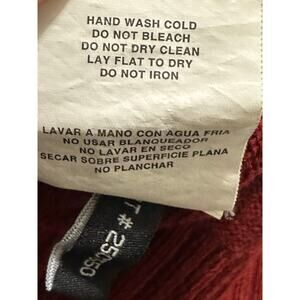 HAND WASH COLD
DO NOT BLEACH
DO NOT DRY CLEAN
LAY FLAT TO DRY
DO NOT IRON
LAVAR A MANO CON AGUA FRIA
NO USAR BLANQUEADOR
NO LAVAR EN SECO
SECAR SOBRE SUPERFICIE PLANA
NO PLANCHAR
# 25050